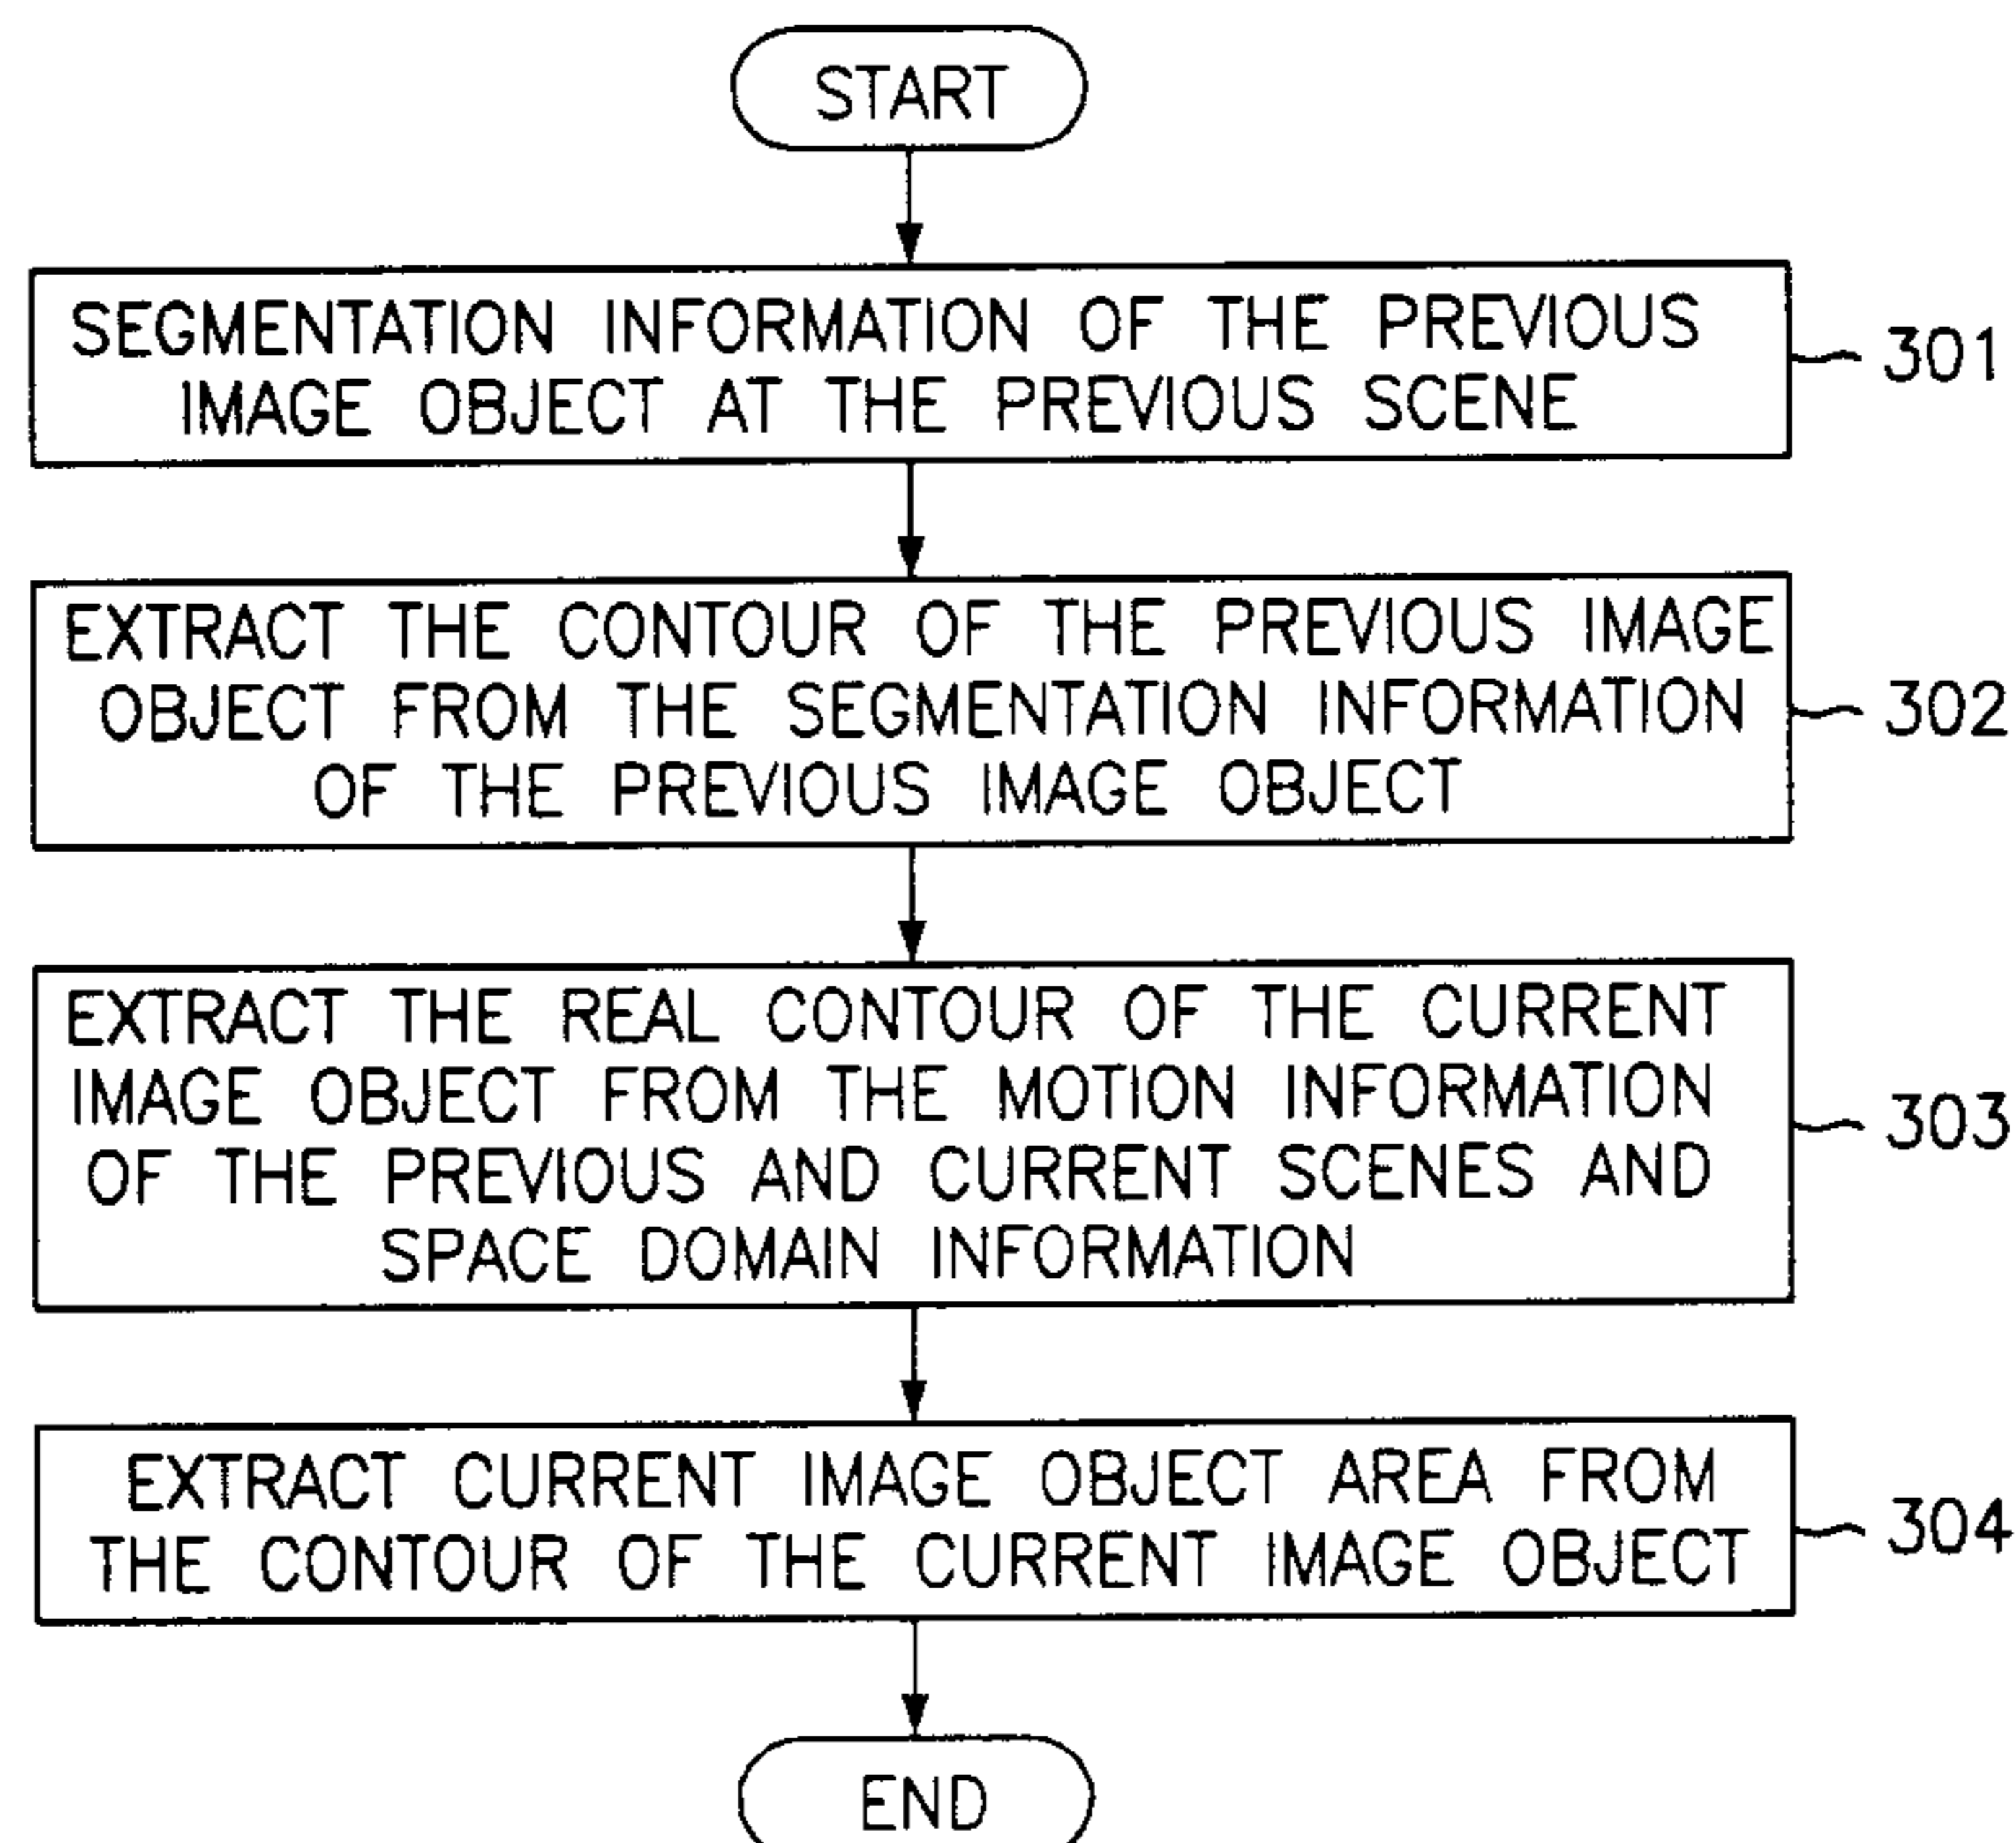 START
SEGMENTATION INFORMATION OF THE PREVIOUS
IMAGE OBJECT AT THE PREVIOUS SCENE
301
EXTRACT THE CONTOUR OF THE PREVIOUS IMAGE
OBJECT FROM THE SEGMENTATION INFORMATION
OF THE PREVIOUS IMAGE OBJECT
302
EXTRACT THE REAL CONTOUR OF THE CURRENT
IMAGE OBJECT FROM THE MOTION INFORMATION
OF THE PREVIOUS AND CURRENT SCENES AND
SPACE DOMAIN INFORMATION
303
EXTRACT CURRENT IMAGE OBJECT AREA FROM
THE CONTOUR OF THE CURRENT IMAGE OBJECT
304
END